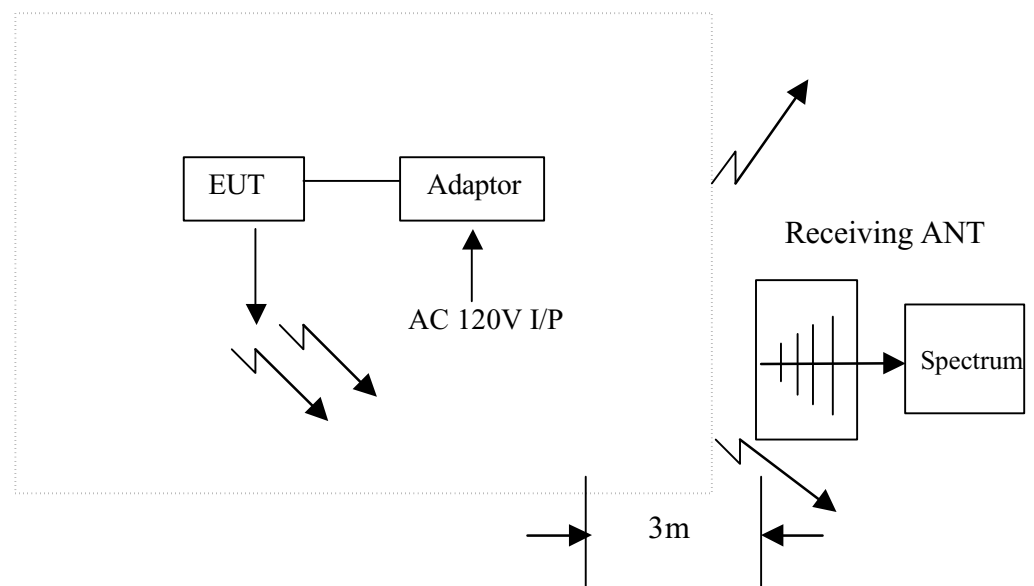 EUT
Adaptor
Receiving ANT
AC 120V I/P
Spectrum
3m